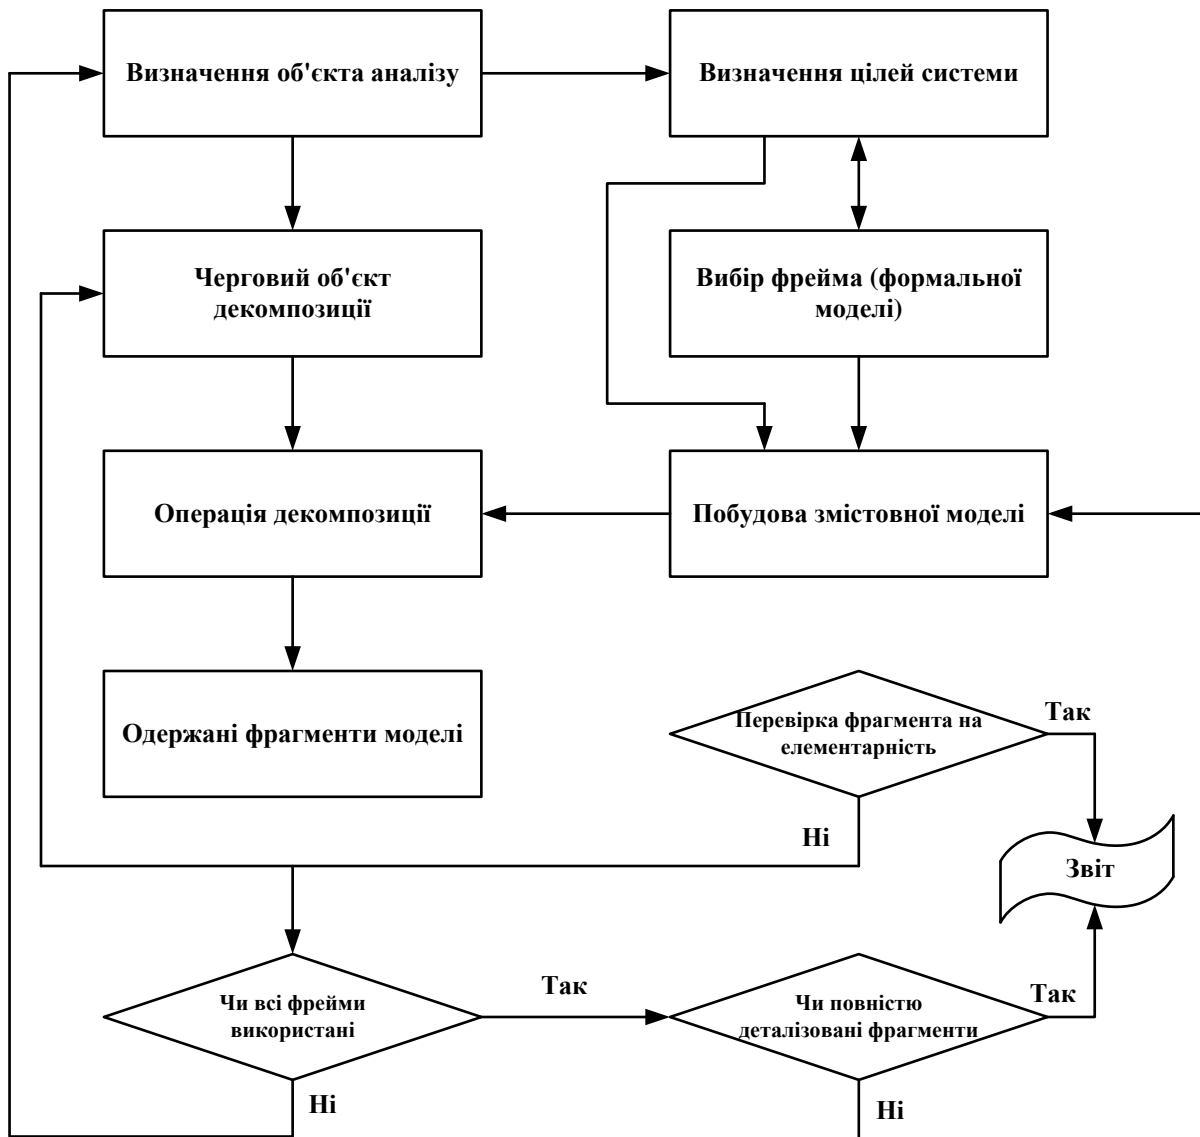 Визначення об'єкта аналізу
Визначення цілей системи
Черговий об'єкт
декомпозиції
Вибір фрейма (формальної
моделі)
Операція декомпозиції
Побудова змістовної моделі
Одержані фрагменти моделі
Перевірка фрагмента на
елементарність
Так
Ні
Звіт
Чи всі фрейми
використані
Так
Чи повністю
деталізовані фрагменти
Так
Ні
Ні